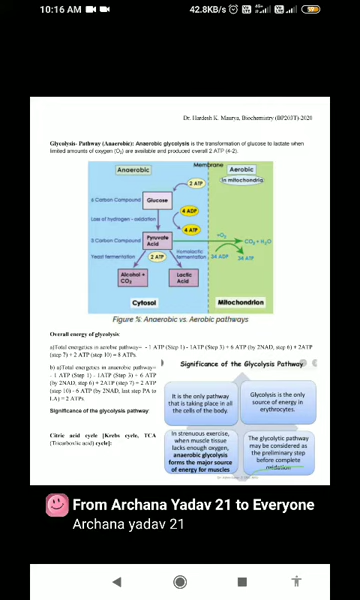 10:16 AM
42.8KB/s
Dr. Hardesh K. Maurya, Biochemistry (BP203T)-2020
Glycolysis- Pathway (Anaerobic): Anaerobic glycolysis is the transformation of glucose to lactate when
limited amounts of oxygen (O2) are available and produced overall 2 ATP (4-2):
Membrane
Anaerobic
Aerobic
in mitochondria
2 ATP
6 Carbon Compound
Glucose
4 ADP
Loss of hydrogen - oxidation
4 ATP
3 Carbon Compound
Pyruvate
Acid
+O2
CO2 + H2O
Yeast fermentation
2 ATP
Homolactic
fermentation
34 ADP
34 ATP
Alcohol +
CO2
Lactic
Acid
Cytosol
Mitochondrion
Figure %: Anaerobic vs. Aerobic pathways
Overall energy of glycolysis
a)Total energetics in aerobic pathway= - 1 ATP (Step 1) - 1ATP (Step 3) + 6 ATP (by 2NAD, step 6) + 2ATP
(step 7) + 2 ATP (step 10) = 8 ATPs.
b) a)Total energetics in anaerobic pathway=
- 1 ATP (Step 1) - 1ATP (Step 3) + 6 ATP
(by 2NAD, step 6) + 2ATP (step 7) + 2 ATP
(step 10) - 6 ATP (by 2NAD, last step PA to
LA) = 2 ATPs.
Significance of the glycolysis pathway
Citric acid cycle [Krebs cycle, TCA
(Tricarboxylic acid) cycle]:
Significance of the Glycolysis Pathway
It is the only pathway
that is taking place in all
the cells of the body.
Glycolysis is the only
source of energy in
erythrocytes.
In strenuous exercise,
when muscle tissue
lacks enough oxygen,
anaerobic glycolysis
forms the major source
of energy for muscles
The glycolytic pathway
may be considered as
the preliminary step
before complete
oxidation.
From Archana Yadav 21 to Everyone
Archana yadav 21